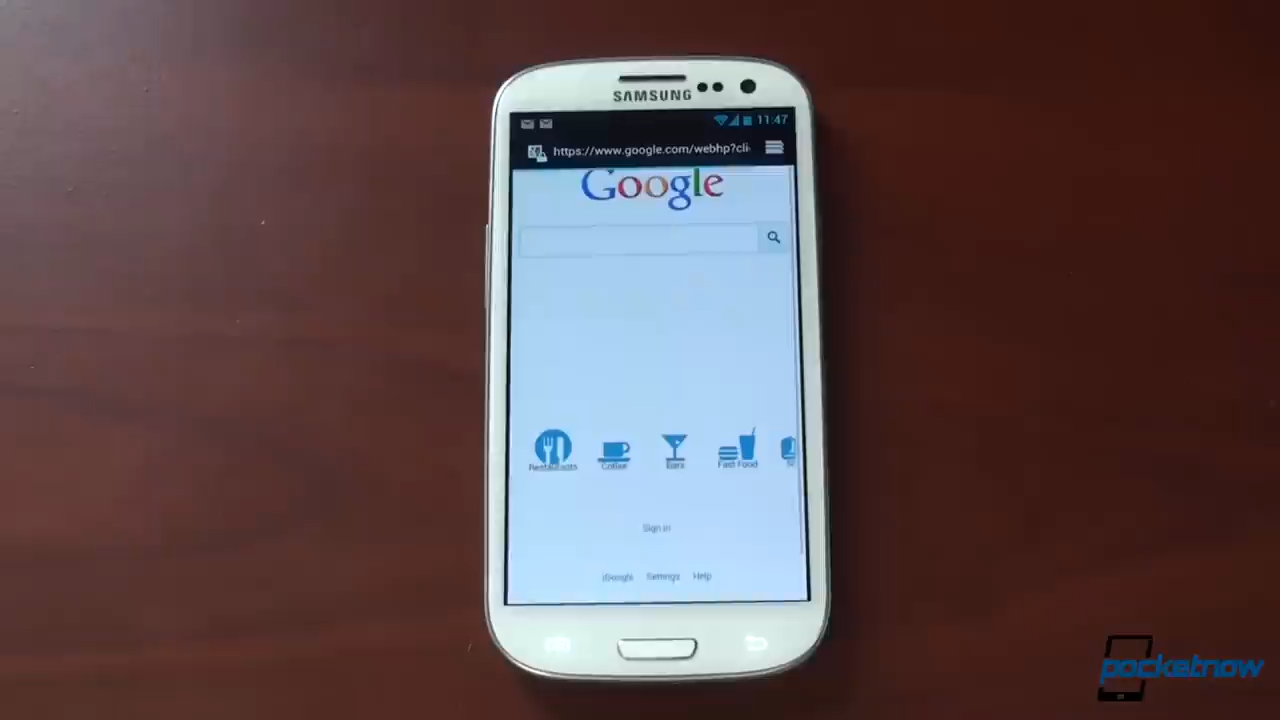 SAMSUNG
11:47
https://www.google.com/webhp?cli
Google
Restaurants Coffee Bars Fast Food
Sign in
iGoogle Settings Help
pocketnow